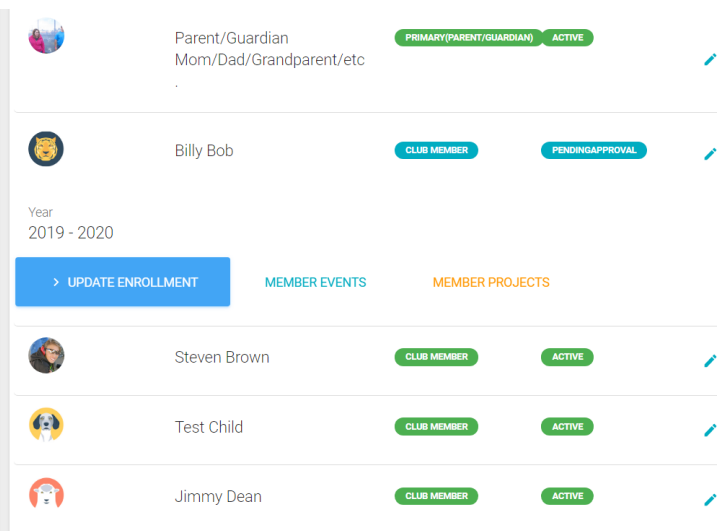 Parent/Guardian PRIMARY(PARENT/GUARDIAN) ACTIVE
Mom/Dad/Grandparent/etc
.
Billy Bob CLUB MEMBER PENDINGAPPROVAL
Year
2019 - 2020
> UPDATE ENROLLMENT MEMBER EVENTS MEMBER PROJECTS
Steven Brown CLUB MEMBER ACTIVE
Test Child CLUB MEMBER ACTIVE
Jimmy Dean CLUB MEMBER ACTIVE